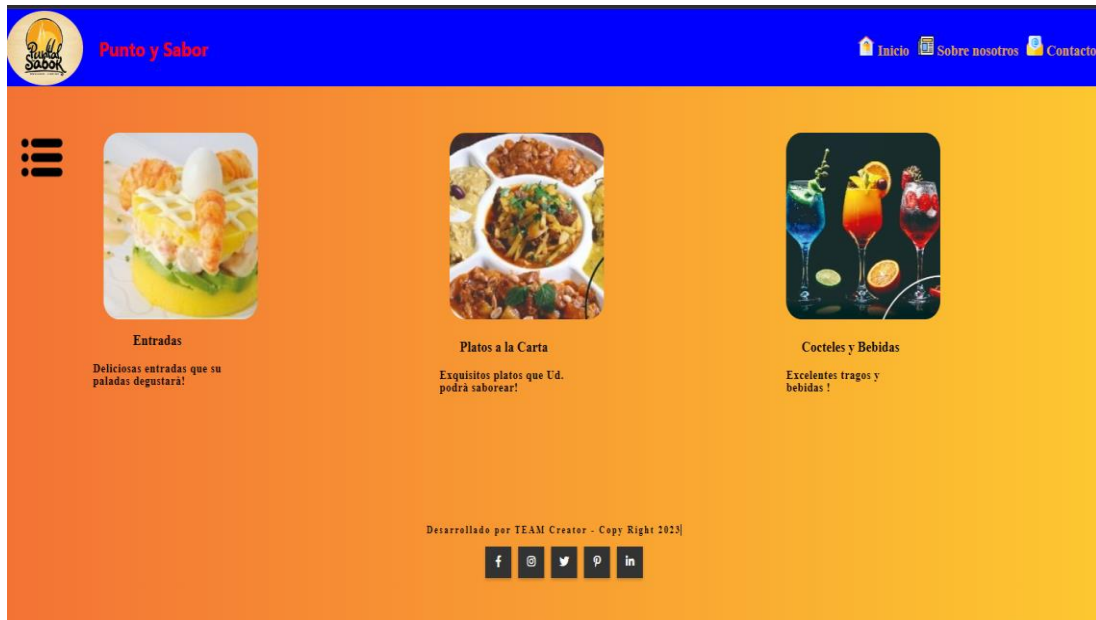 Punto y Sabor
Inicio Sobre nosotros Contacto
Entradas
Deliciosas entradas que su
paladas degustarà!
Platos a la Carta
Exquisitos platos que Ud.
podrà saborear!
Cocteles y Bebidas
Excelentes tragos y
bebidas !
Desarrollado por TEAM Creator - Copy Right 2023|